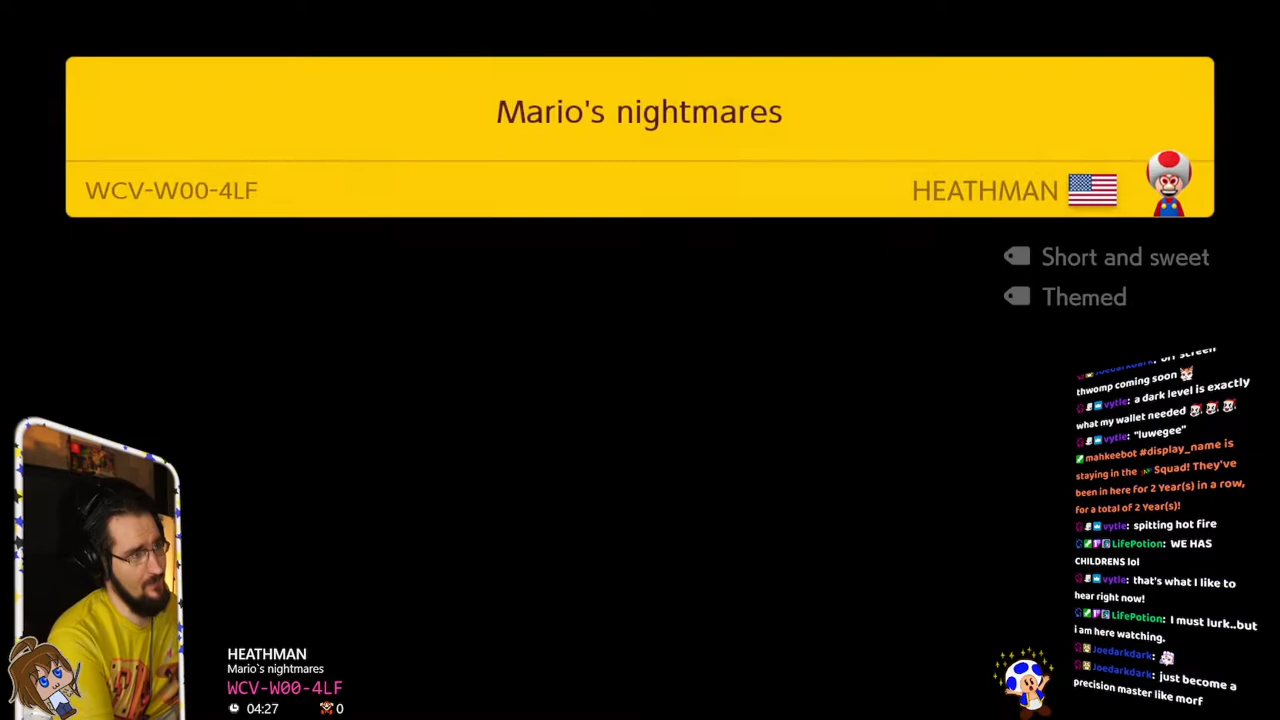 Mario's nightmares
WCV-W00-4LF
HEATHMAN
Short and sweet
Themed
Joedarkdark: off screen
thwomp coming soon
vytle: a dark level is exactly
what my wallet needed
vytle: "luwegee"
mahkeebot #display_name is
staying in the Squad! They've
been in here for 2 Year(s) in a row,
for a total of 2 Year(s)!
vytle: spitting hot fire
LifePotion: WE HAS
CHILDRENS lol
vytle: that's what I like to
hear right now!
LifePotion: I must lurk..but
i am here watching.
Joedarkdark:
Joedarkdark: just become a
precision master like morf
HEATHMAN
Mario`s nightmares
WCV-W00-4LF
04:27 0